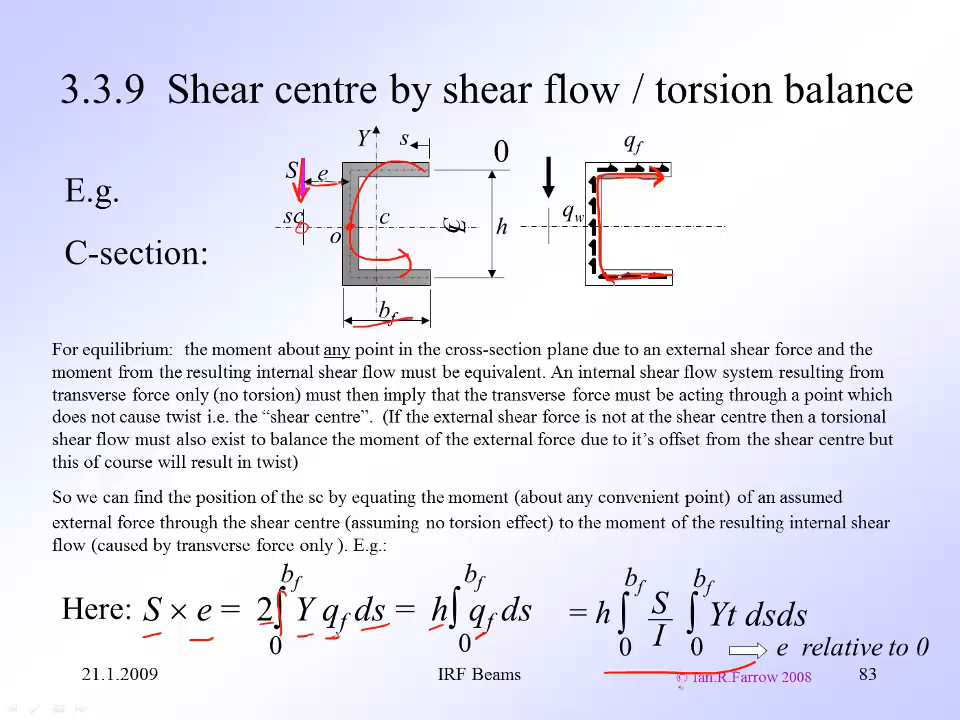 3.3.9 Shear centre by shear flow / torsion balance
Y s 0 q_f
S e
E.g.
sc c h q_w
o
C-section:
b_f
For equilibrium: the moment about any point in the cross-section plane due to an external shear force and the
moment from the resulting internal shear flow must be equivalent. An internal shear flow system resulting from
transverse force only (no torsion) must then imply that the transverse force must be acting through a point which
does not cause twist i.e. the “shear centre”. (If the external shear force is not at the shear centre then a torsional
shear flow must also exist to balance the moment of the external force due to it’s offset from the shear centre but
this of course will result in twist)
So we can find the position of the sc by equating the moment (about any convenient point) of an assumed
external force through the shear centre (assuming no torsion effect) to the moment of the resulting internal shear
flow (caused by transverse force only ). E.g.:
Here: S × e = 2∫₀^{b_f} Y q_f ds = h∫₀^{b_f} q_f ds = h ∫₀^{b_f} S/I ∫₀^{b_f} Yt dsds
e relative to 0
21.1.2009 IRF Beams © Ian.R.Farrow 2008 83